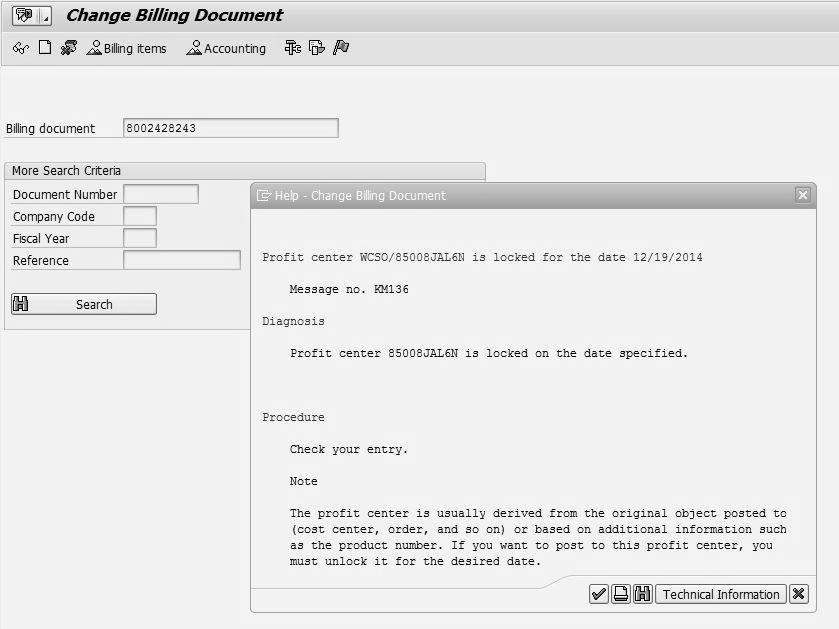 Change Billing Document
Billing items
Accounting
Billing document 8002428243
More Search Criteria
Document Number
Company Code
Fiscal Year
Reference
Search
Help - Change Billing Document
Profit center WCSO/85008JAL6N is locked for the date 12/19/2014
Message no. KM136
Diagnosis
Profit center 85008JAL6N is locked on the date specified.
Procedure
Check your entry.
Note
The profit center is usually derived from the original object posted to
(cost center, order, and so on) or based on additional information such
as the product number. If you want to post to this profit center, you
must unlock it for the desired date.
Technical Information